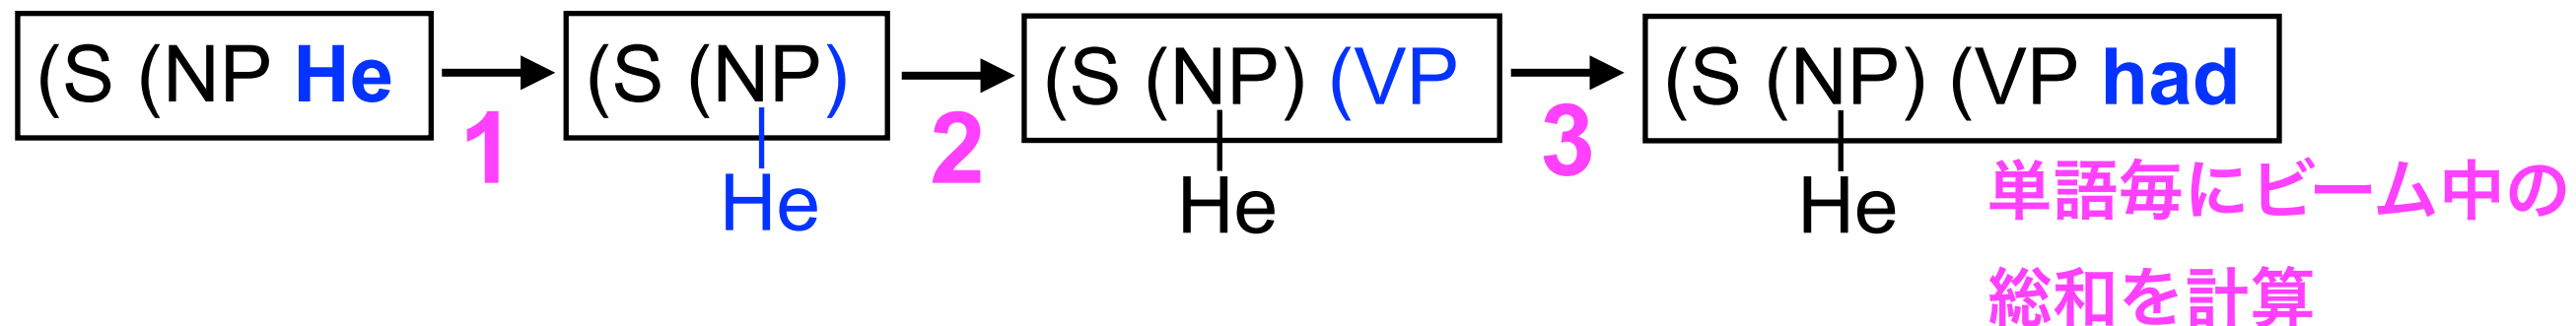 (S (NP He
1
(S (NP)
He
2
(S (NP) (VP
He
3
(S (NP) (VP had
He
単語毎にビーム中の
総和を計算